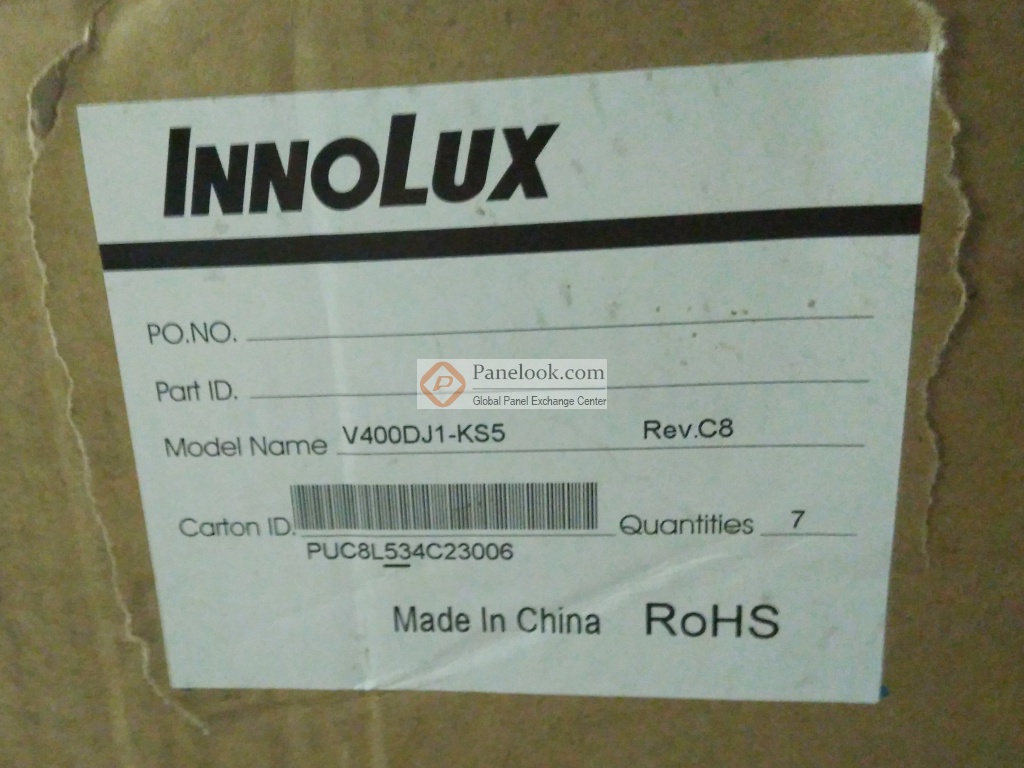 INNOLUX
PO.NO.
Part ID.
Panelook.com
Global Panel Exchange Center
Model Name V400DJ1-KS5 Rev.C8
Carton ID. Quantities 7
PUC8L534C23006
Made In China RoHS